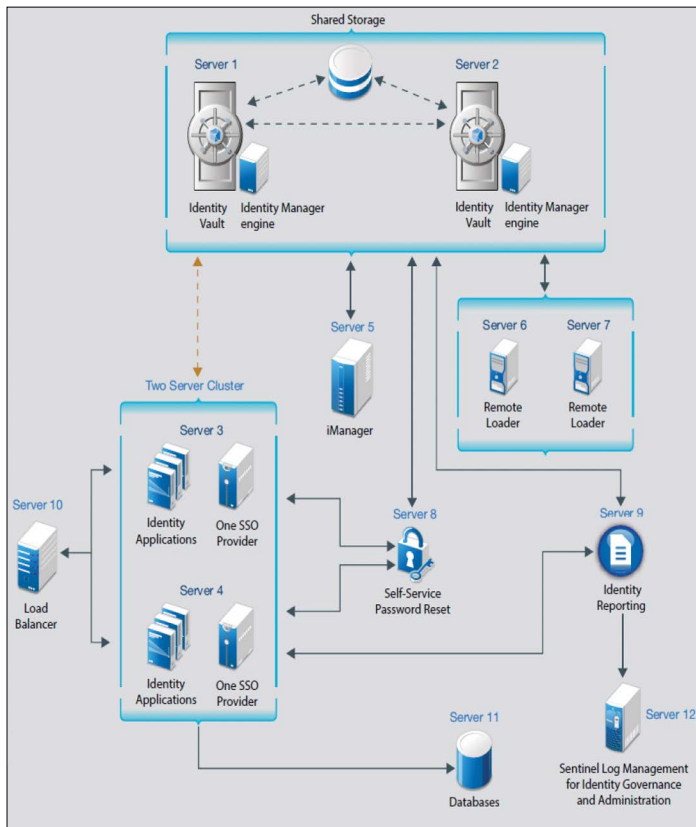 Shared Storage
Server 1
Server 2
Identity
Vault
Identity Manager
engine
Identity
Vault
Identity Manager
engine
Server 5
iManager
Server 6
Server 7
Remote
Loader
Remote
Loader
Two Server Cluster
Server 3
Identity
Applications
One SSO
Provider
Server 10
Load
Balancer
Server 4
Identity
Applications
One SSO
Provider
Server 8
Self-Service
Password Reset
Server 9
Identity
Reporting
Server 11
Databases
Server 12
Sentinel Log Management
for Identity Governance
and Administration